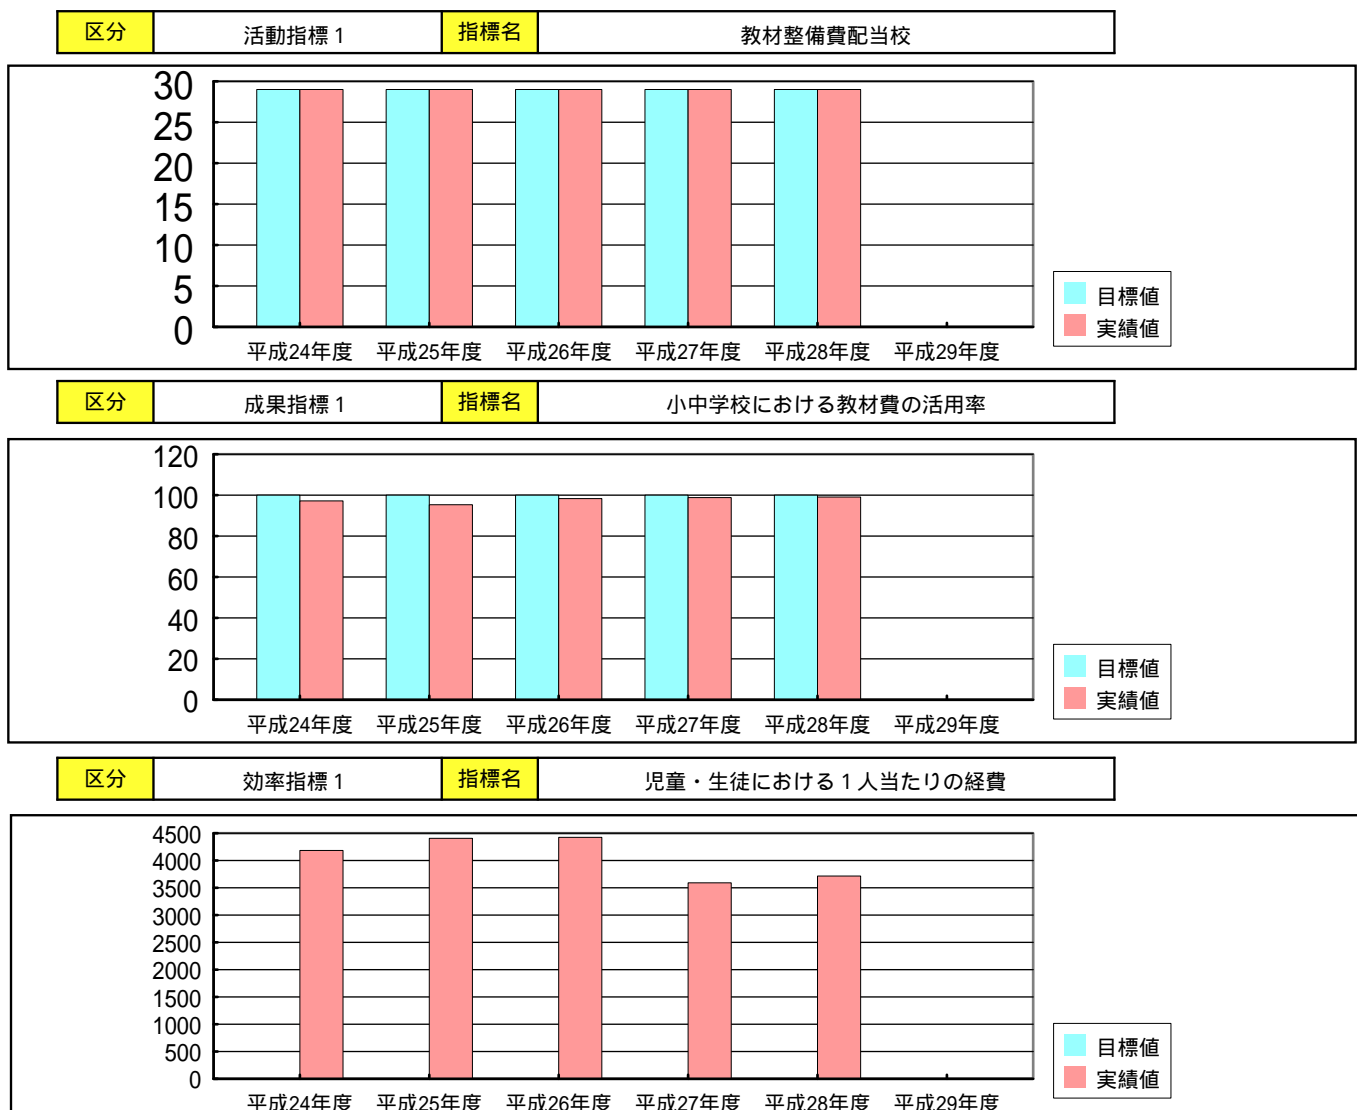 区分 活動指標1 指標名 教材整備費配当校
30
25
20
15
10
5
0
平成24年度 平成25年度 平成26年度 平成27年度 平成28年度 平成29年度
目標値
実績値
区分 成果指標1 指標名 小中学校における教材費の活用率
120
100
80
60
40
20
0
平成24年度 平成25年度 平成26年度 平成27年度 平成28年度 平成29年度
目標値
実績値
区分 効率指標1 指標名 児童・生徒における1人当たりの経費
4500
4000
3500
3000
2500
2000
1500
1000
500
0
平成24年度 平成25年度 平成26年度 平成27年度 平成28年度 平成29年度
目標値
実績値